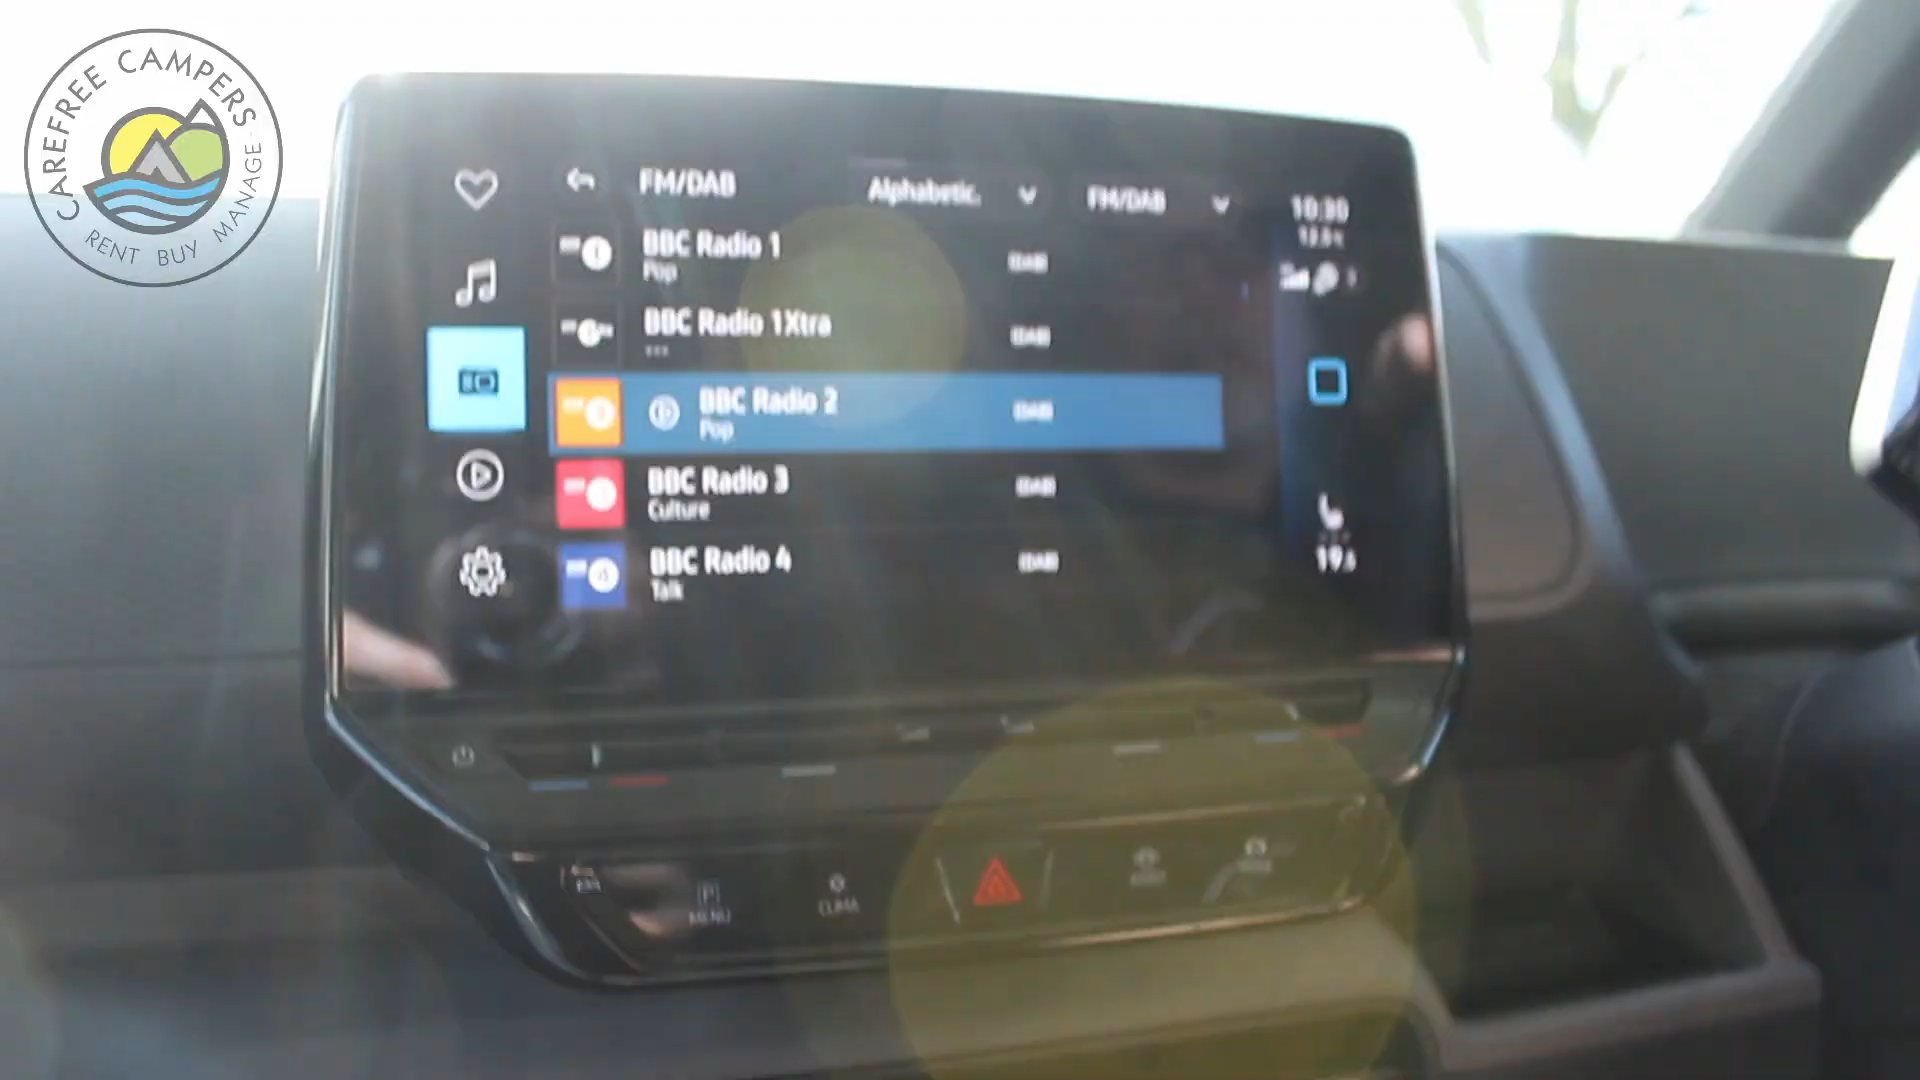 CAREFREE CAMPERS
RENT BUY MANAGE
FM/DAB
Alphabetic.
FM/DAB
10:30
BBC Radio 1
Pop
DAB
BBC Radio 1Xtra
...
DAB
BBC Radio 2
Pop
DAB
BBC Radio 3
Culture
DAB
BBC Radio 4
Talk
DAB
19.5
P
MENU
CLIMA